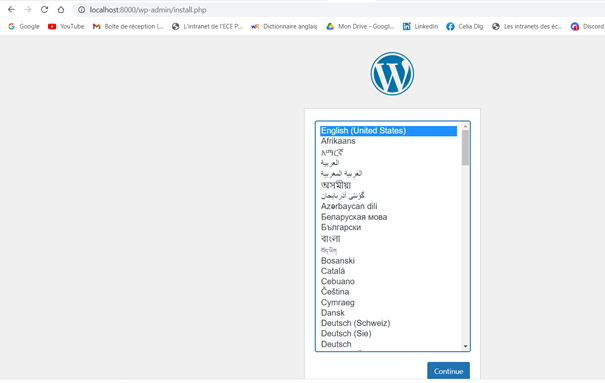 localhost:8000/wp-admin/install.php
Google YouTube Boîte de réception (... L'intranet de l'ECE P... Dictionnaire anglais Mon Drive - Googl... LinkedIn Celia Dlg Les intranets des éc... Discord
English (United States)
Afrikaans
አማርኛ
العربية
العربية المغربية
অসমীয়া
گؤنئی آذربایجان
Azərbaycan dili
Беларуская мова
Български
বাংলা
བོད་ཡིག
Bosanski
Català
Cebuano
Čeština
Cymraeg
Dansk
Deutsch (Schweiz)
Deutsch (Sie)
Deutsch
Continue